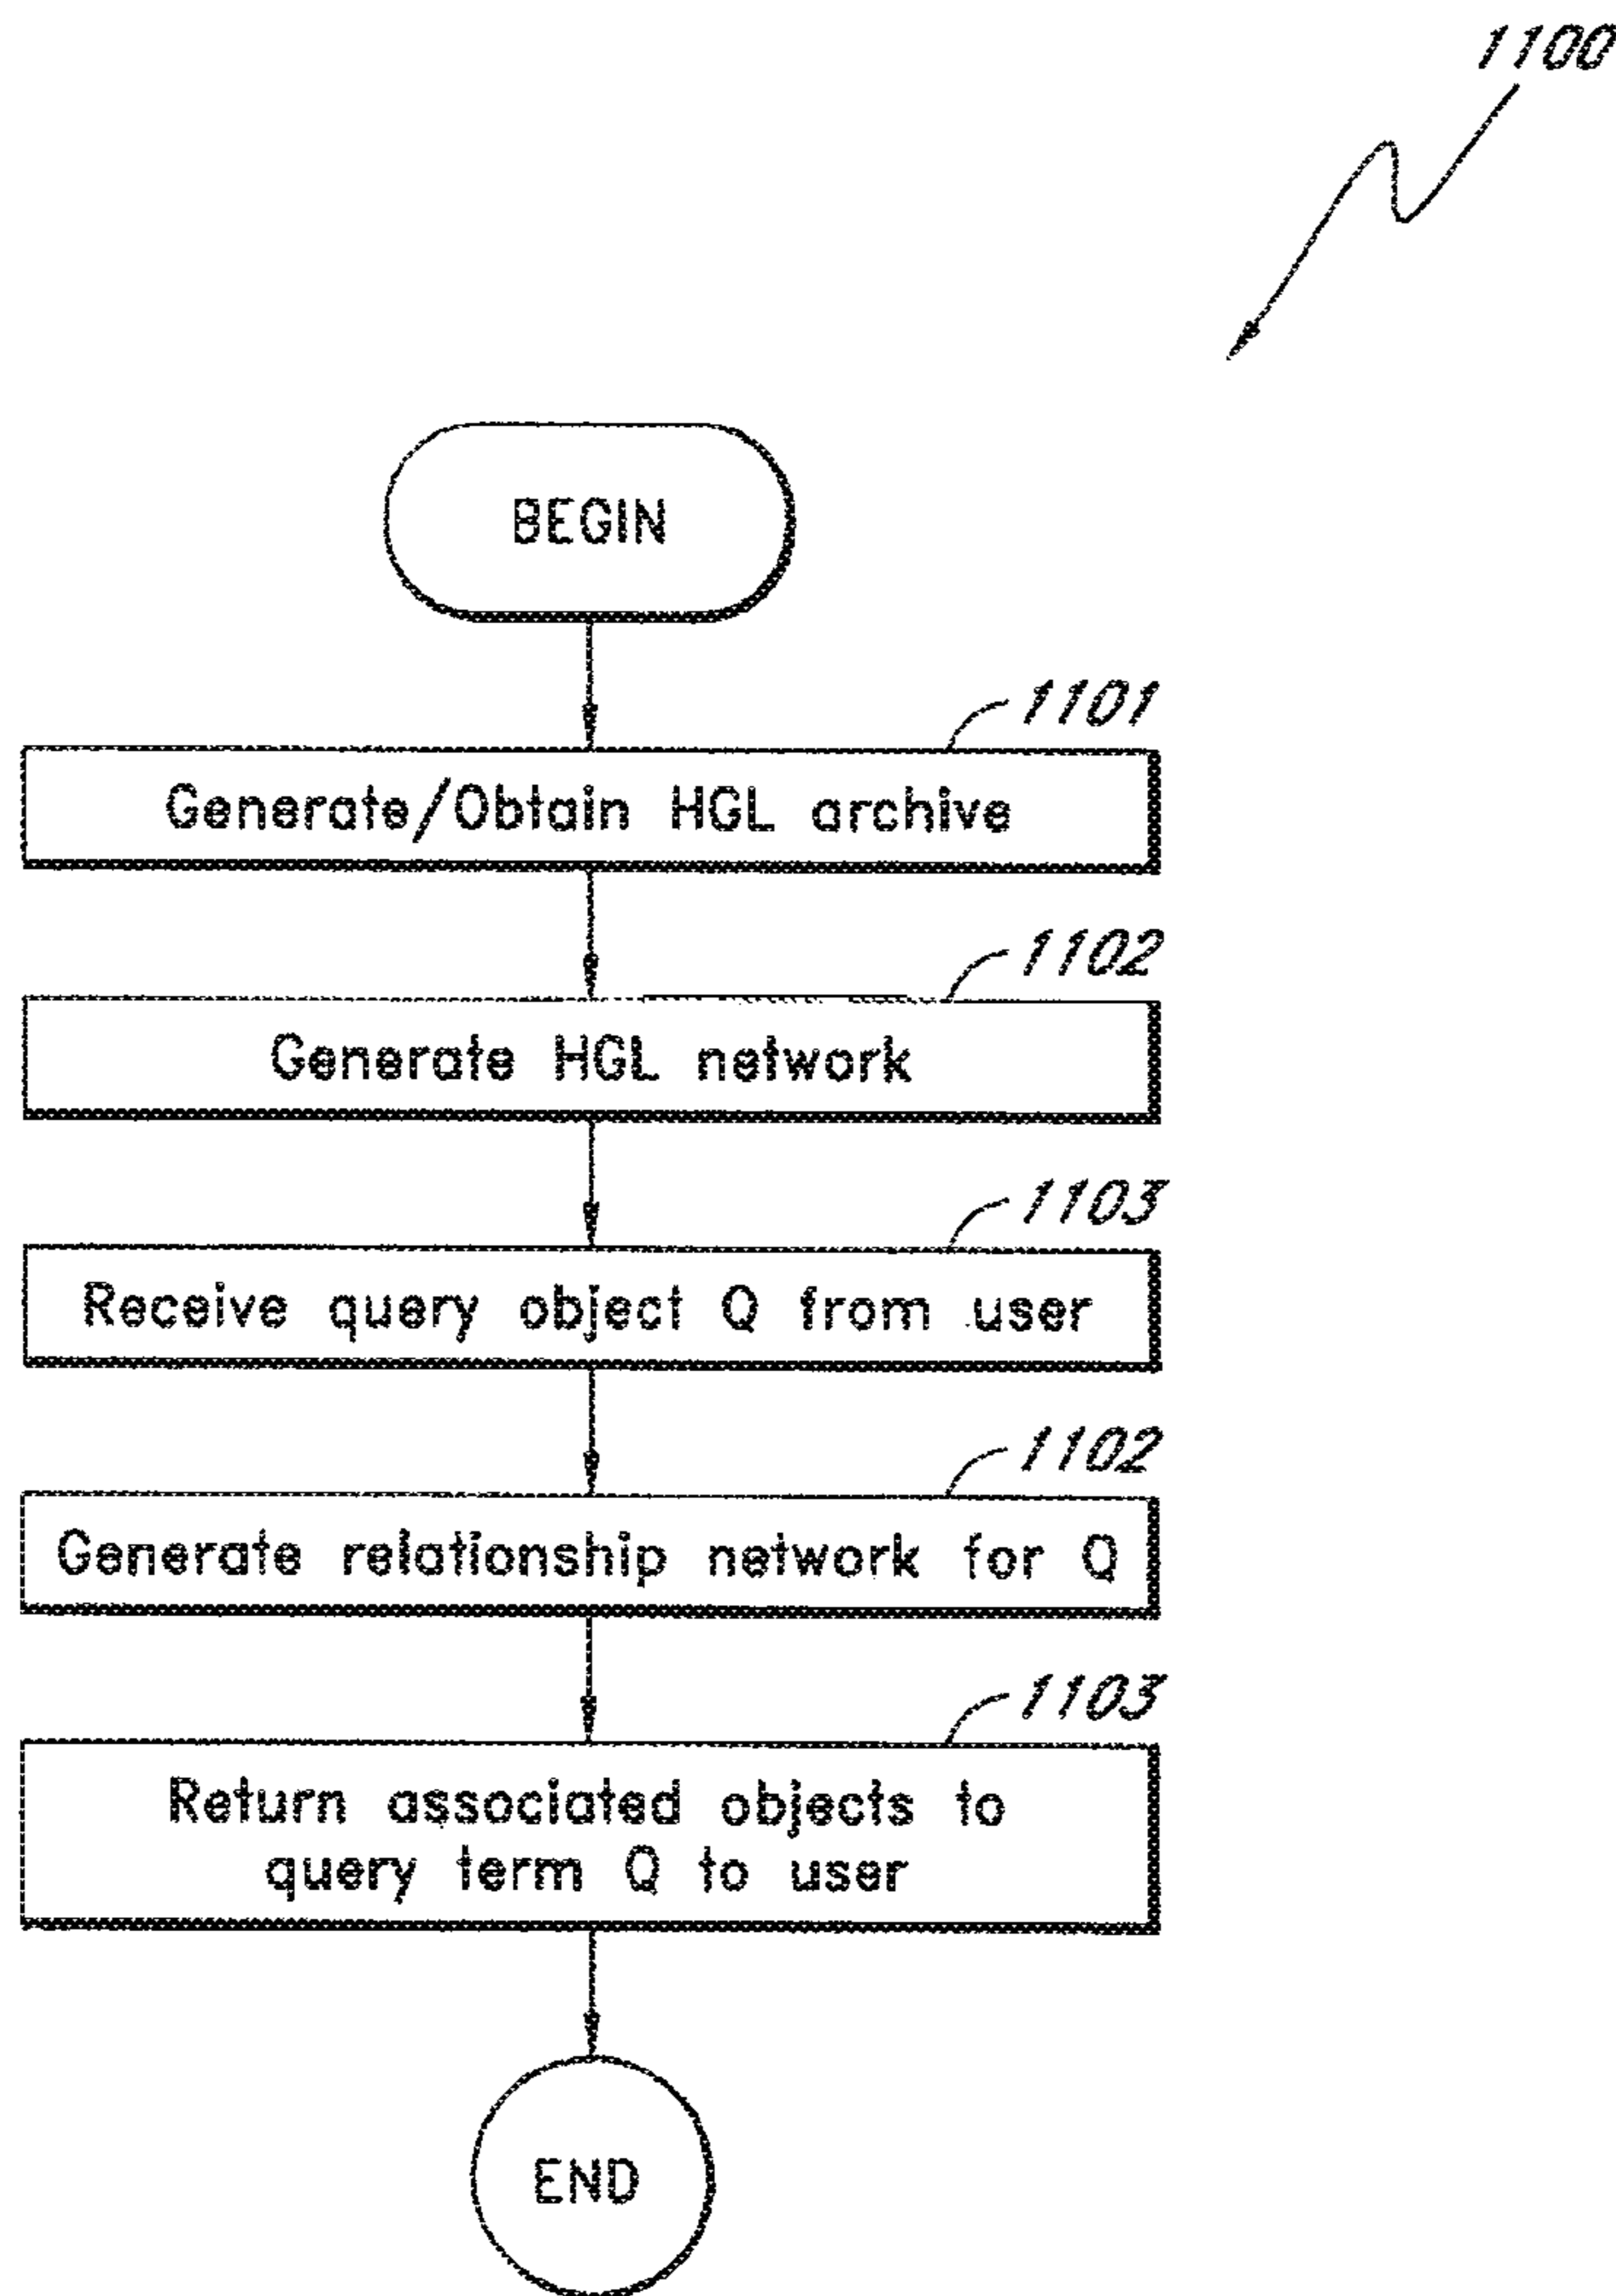 1100
BEGIN
1101
Generate/Obtain HGL archive
1102
Generate HGL network
1103
Receive query object Q from user
1102
Generate relationship network for Q
1103
Return associated objects to
query term Q to user
END